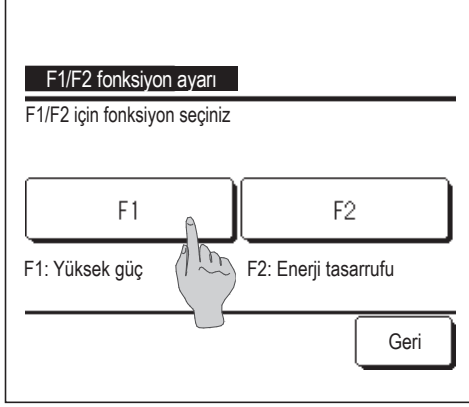 F1/F2 fonksiyon ayarı
F1/F2 için fonksiyon seçiniz
F1 F2
F1: Yüksek güç F2: Enerji tasarrufu
Geri